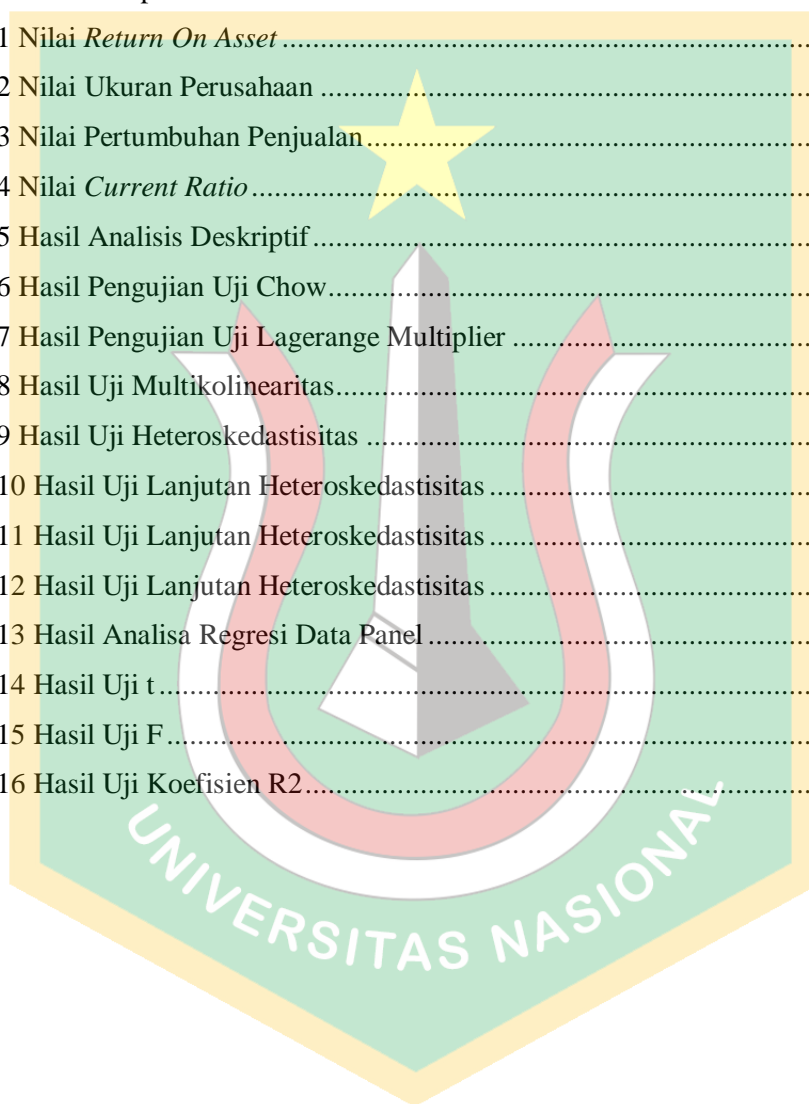 1 Nilai Return On Asset ........................................................................
2 Nilai Ukuran Perusahaan ...................................................................
3 Nilai Pertumbuhan Penjualan............................................................
4 Nilai Current Ratio .............................................................................
5 Hasil Analisis Deskriptif ....................................................................
6 Hasil Pengujian Uji Chow..................................................................
7 Hasil Pengujian Uji Lagerange Multiplier .........................................
8 Hasil Uji Multikolinearitas.................................................................
9 Hasil Uji Heteroskedastisitas .............................................................
10 Hasil Uji Lanjutan Heteroskedastisitas ............................................
11 Hasil Uji Lanjutan Heteroskedastisitas ............................................
12 Hasil Uji Lanjutan Heteroskedastisitas ............................................
13 Hasil Analisa Regresi Data Panel .....................................................
14 Hasil Uji t ..........................................................................................
15 Hasil Uji F .........................................................................................
16 Hasil Uji Koefisien R2.......................................................................
UNIVERSITAS NASIONAL